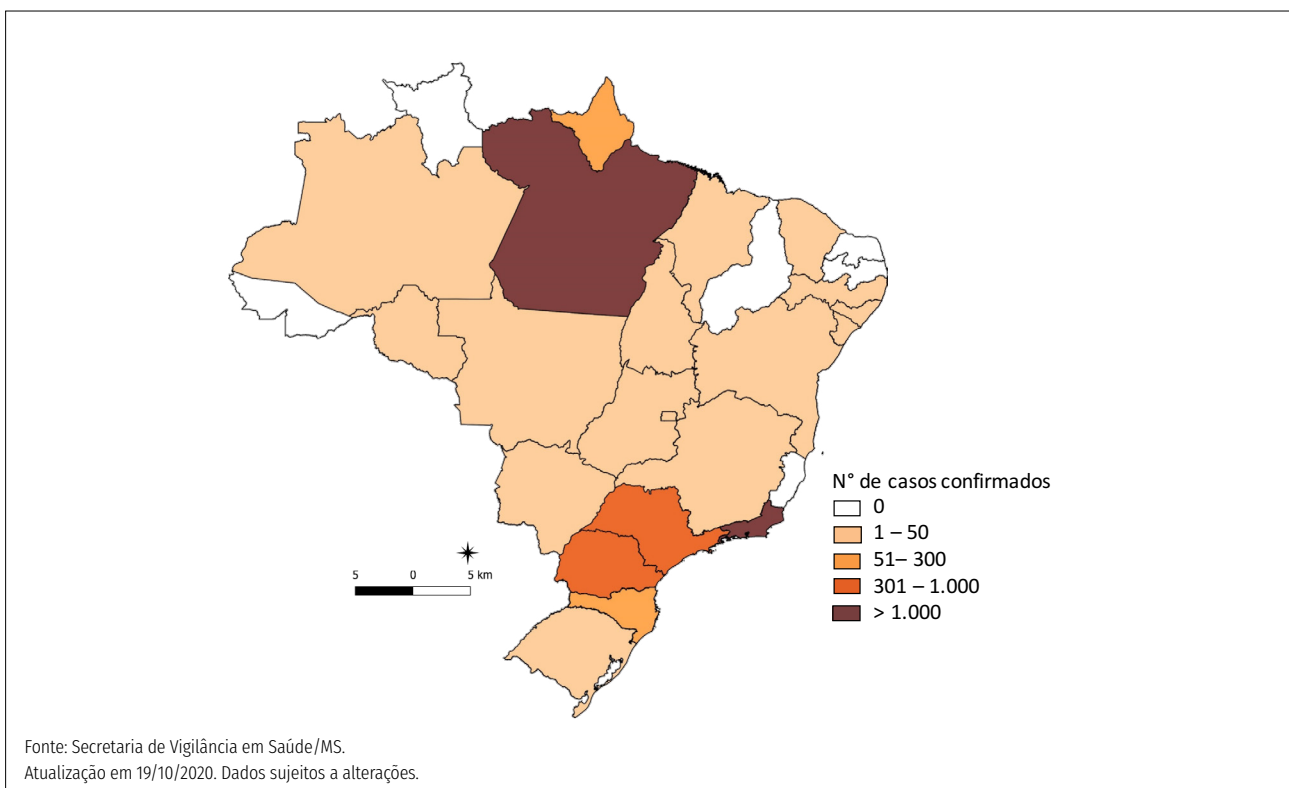 N° de casos confirmados
0
1 – 50
51– 300
301 – 1.000
> 1.000
5 0 5 km
Fonte: Secretaria de Vigilância em Saúde/MS.
Atualização em 19/10/2020. Dados sujeitos a alterações.